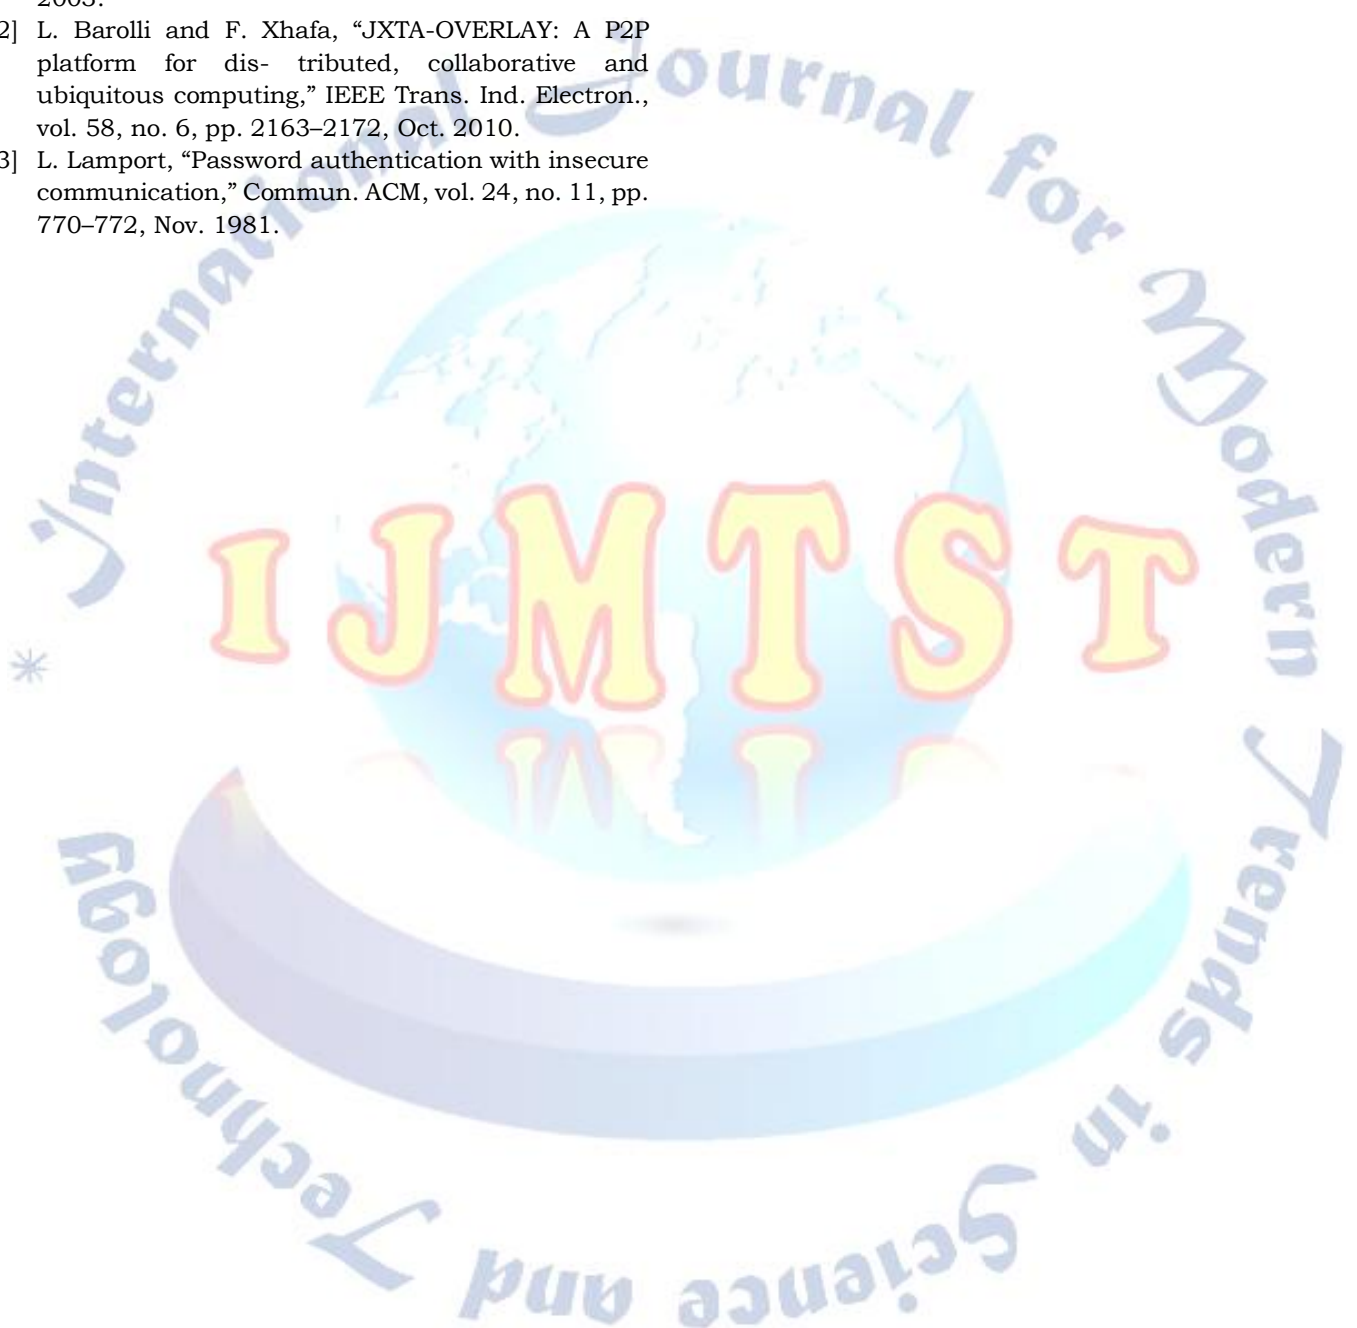 2003.
2] L. Barolli and F. Xhafa, “JXTA-OVERLAY: A P2P
platform for dis- tributed, collaborative and
ubiquitous computing,” IEEE Trans. Ind. Electron.,
vol. 58, no. 6, pp. 2163–2172, Oct. 2010.
3] L. Lamport, “Password authentication with insecure
communication,” Commun. ACM, vol. 24, no. 11, pp.
770–772, Nov. 1981.
International Journal for Modern Trends in Science and Technology
*
IJMTST